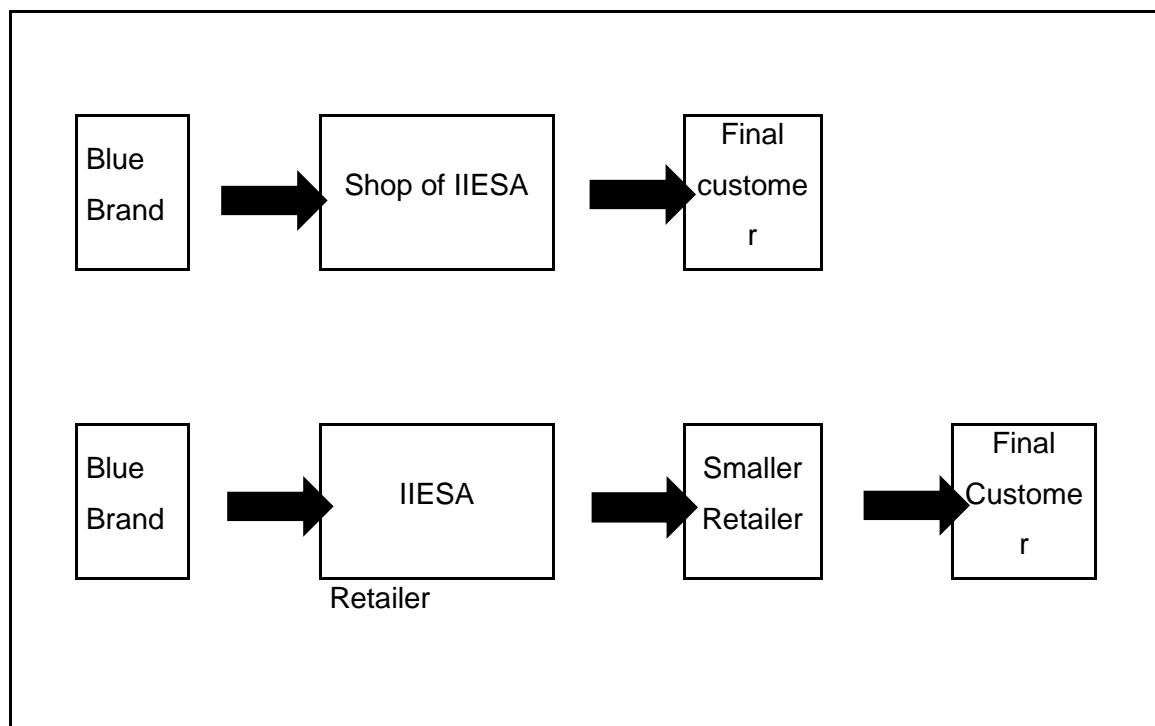 Blue
Brand
Shop of IIESA
Final
custome
r
Blue
Brand
IIESA
Retailer
Smaller
Retailer
Final
Custome
r